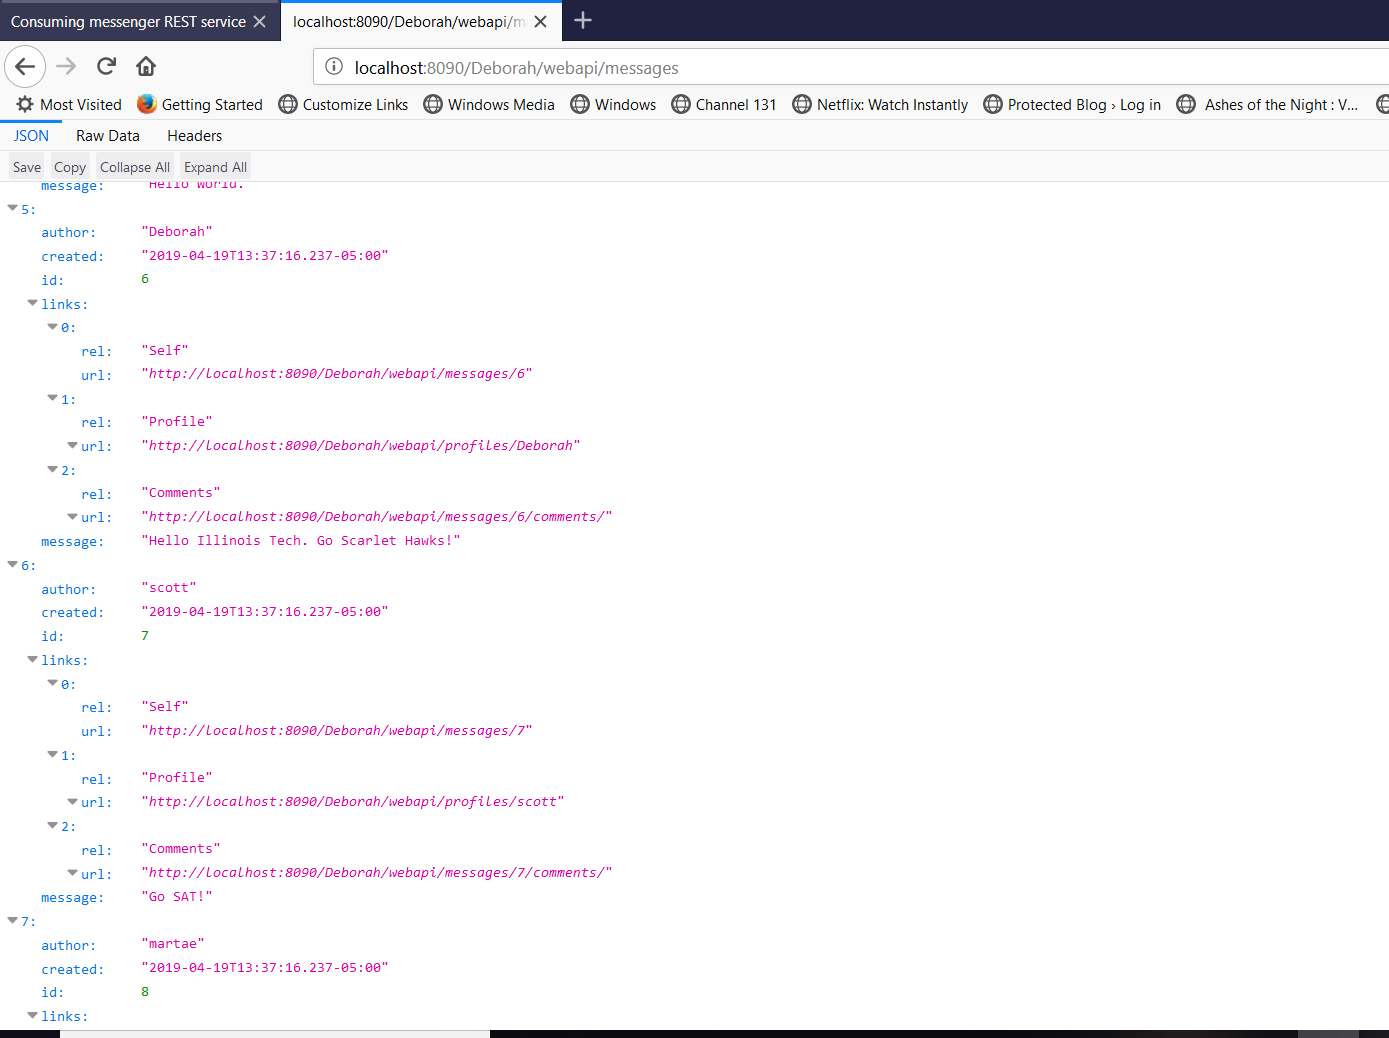 Consuming messenger REST service
localhost:8090/Deborah/webapi/m
localhost:8090/Deborah/webapi/messages
Most Visited Getting Started Customize Links Windows Media Windows Channel 131 Netflix: Watch Instantly Protected Blog › Log in Ashes of the Night : V...
JSON Raw Data Headers
Save Copy Collapse All Expand All
message: "Hello World.
5:
author: "Deborah"
created: "2019-04-19T13:37:16.237-05:00"
id: 6
links:
0:
rel: "Self"
url: "http://localhost:8090/Deborah/webapi/messages/6"
1:
rel: "Profile"
url: "http://localhost:8090/Deborah/webapi/profiles/Deborah"
2:
rel: "Comments"
url: "http://localhost:8090/Deborah/webapi/messages/6/comments/"
message: "Hello Illinois Tech. Go Scarlet Hawks!"
6:
author: "scott"
created: "2019-04-19T13:37:16.237-05:00"
id: 7
links:
0:
rel: "Self"
url: "http://localhost:8090/Deborah/webapi/messages/7"
1:
rel: "Profile"
url: "http://localhost:8090/Deborah/webapi/profiles/scott"
2:
rel: "Comments"
url: "http://localhost:8090/Deborah/webapi/messages/7/comments/"
message: "Go SAT!"
7:
author: "martae"
created: "2019-04-19T13:37:16.237-05:00"
id: 8
links: